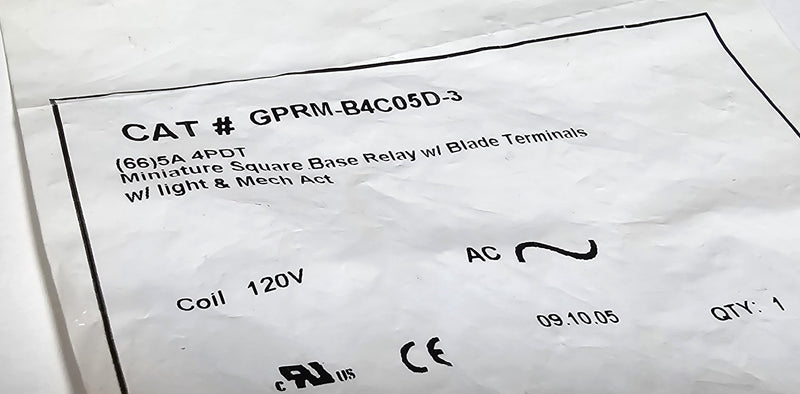 CAT # GPRM-B4C05D-3
(66)5A 4PDT
Miniature Square Base Relay w/ Blade Terminals
w/ light & Mech Act
Coil 120V AC
09.10.05 QTY: 1
c RU US CE